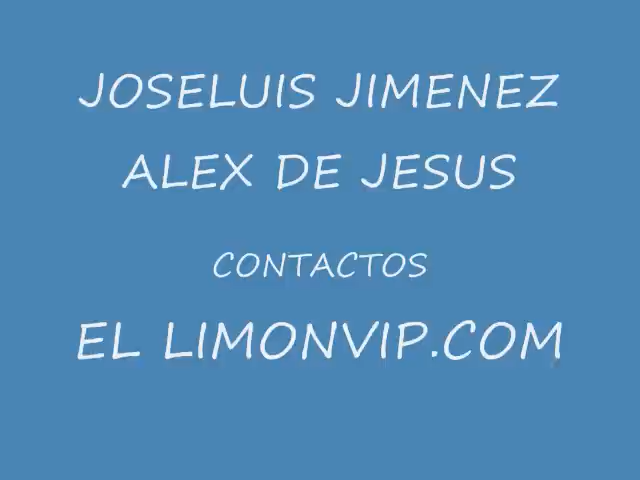 JOSELUIS JIMENEZ
ALEX DE JESUS
CONTACTOS
EL LIMONVIP.COM